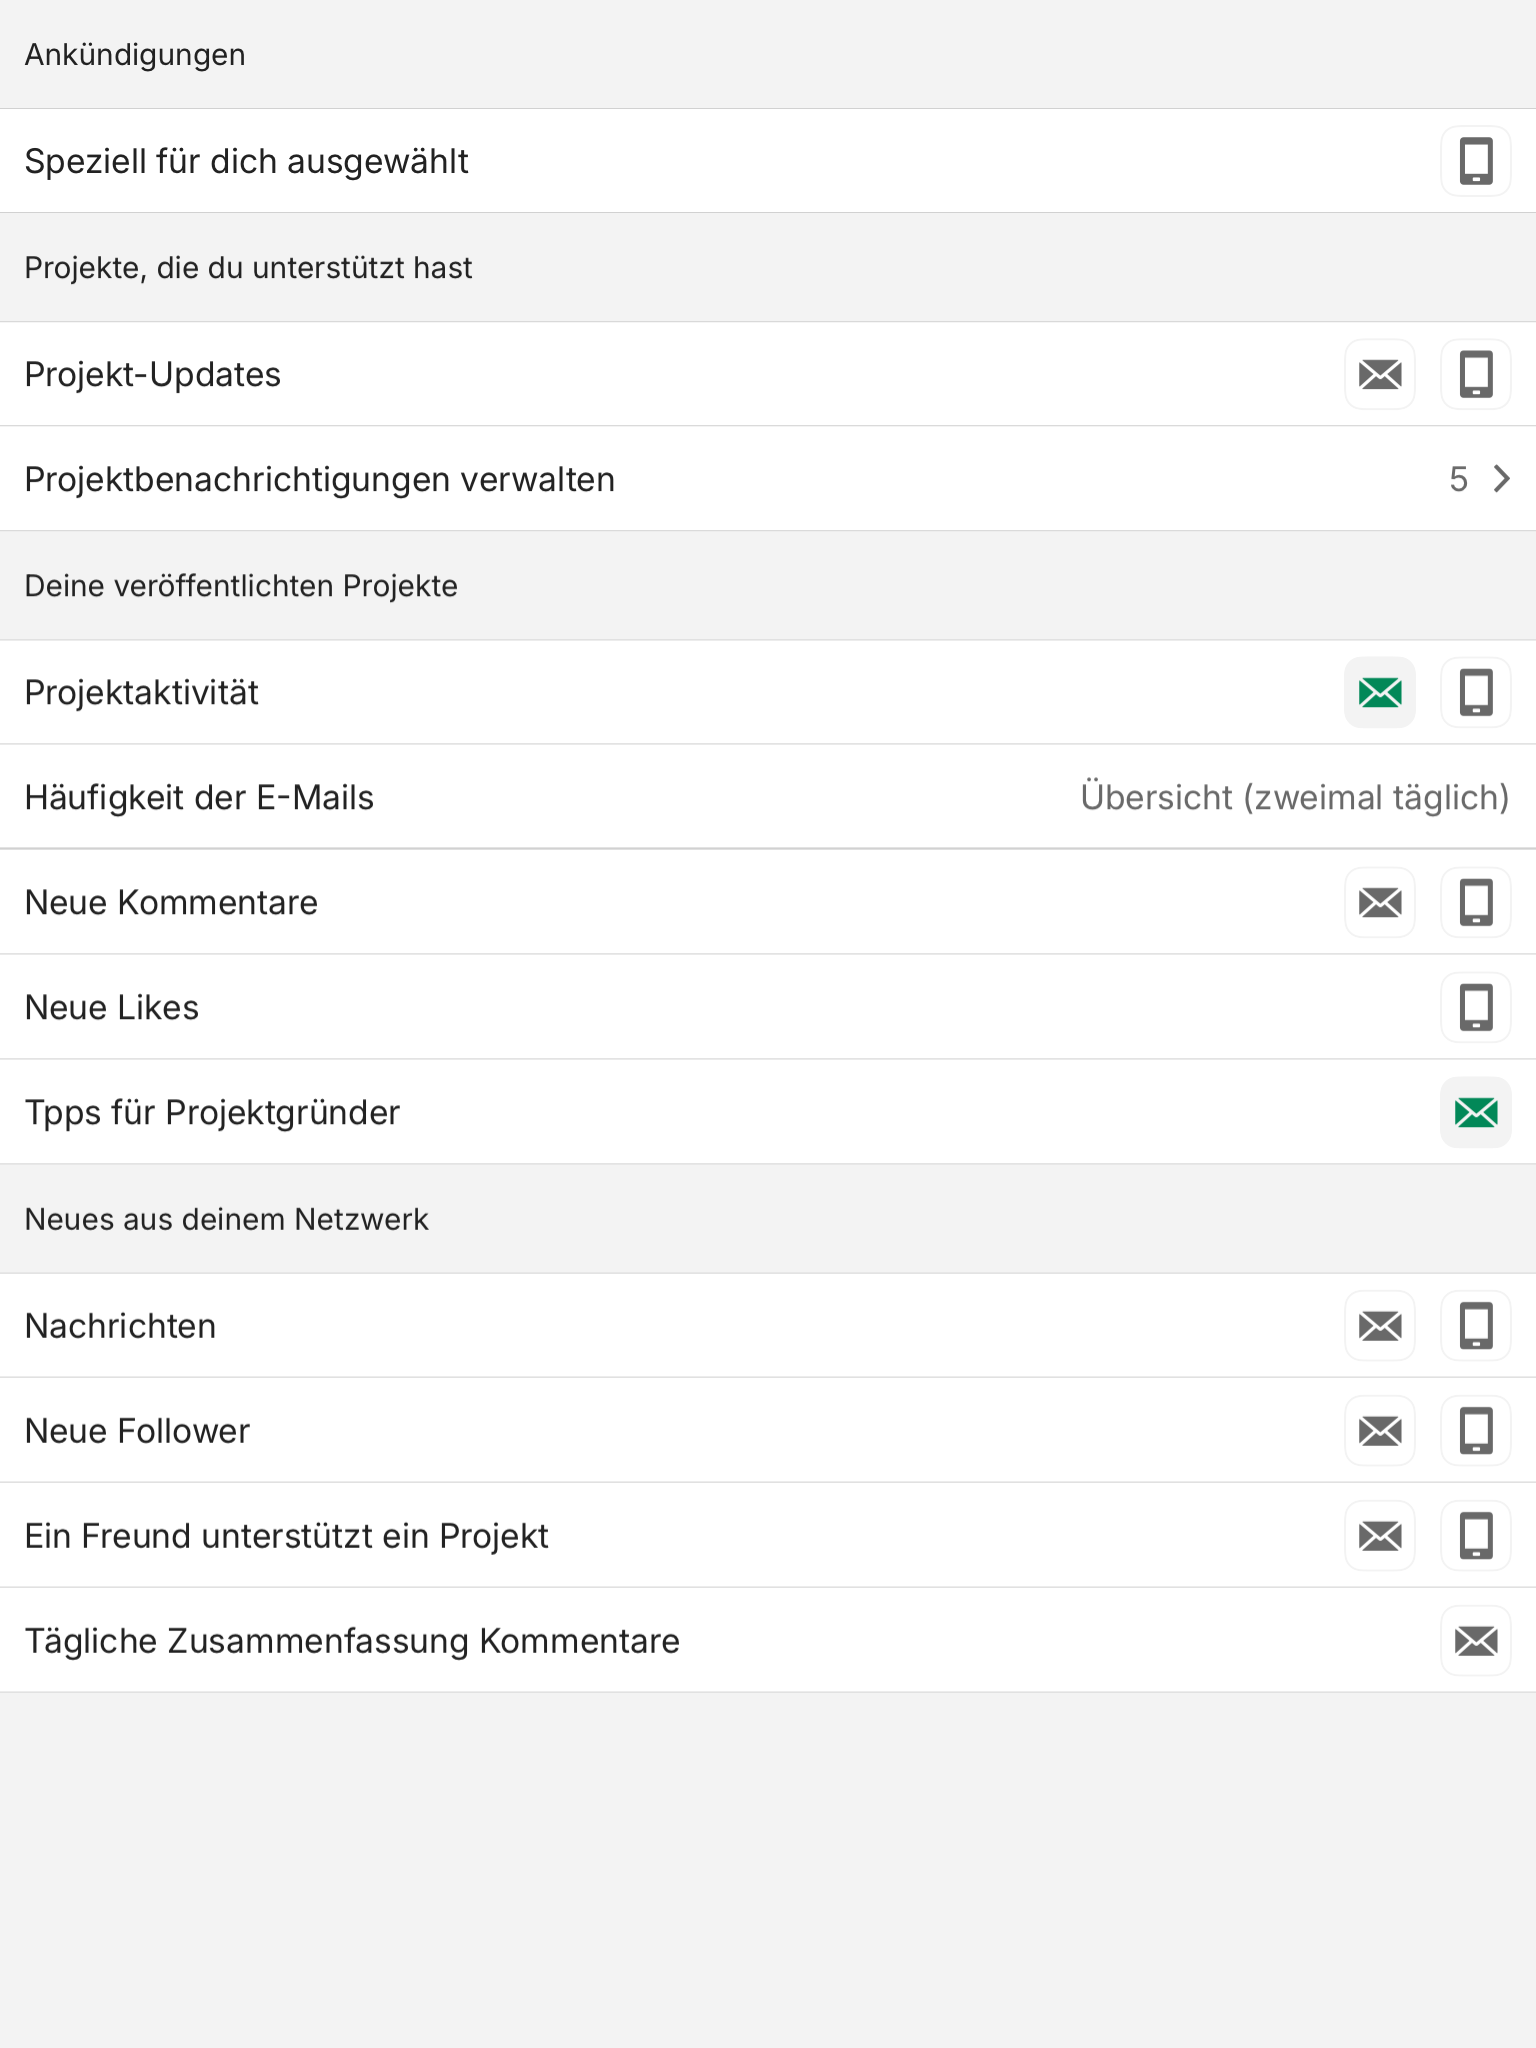 Ankündigungen
Speziell für dich ausgewählt
Projekte, die du unterstützt hast
Projekt-Updates
Projektbenachrichtigungen verwalten 5
Deine veröffentlichten Projekte
Projektaktivität
Häufigkeit der E-Mails Übersicht (zweimal täglich)
Neue Kommentare
Neue Likes
Tpps für Projektgründer
Neues aus deinem Netzwerk
Nachrichten
Neue Follower
Ein Freund unterstützt ein Projekt
Tägliche Zusammenfassung Kommentare